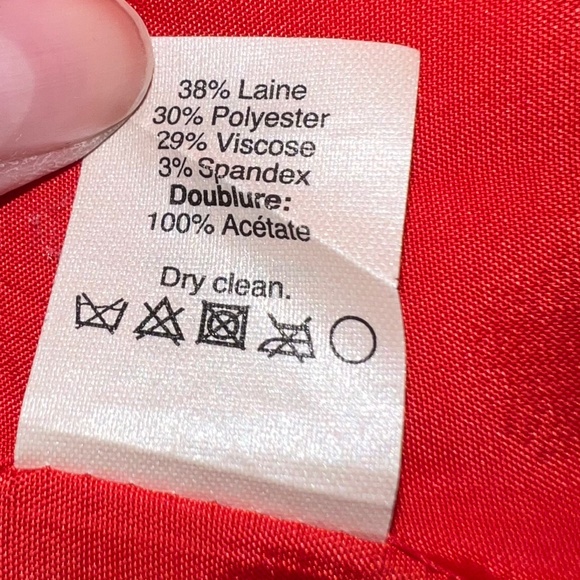 38% Laine
30% Polyester
29% Viscose
3% Spandex
Doublure:
100% Acétate
Dry clean.